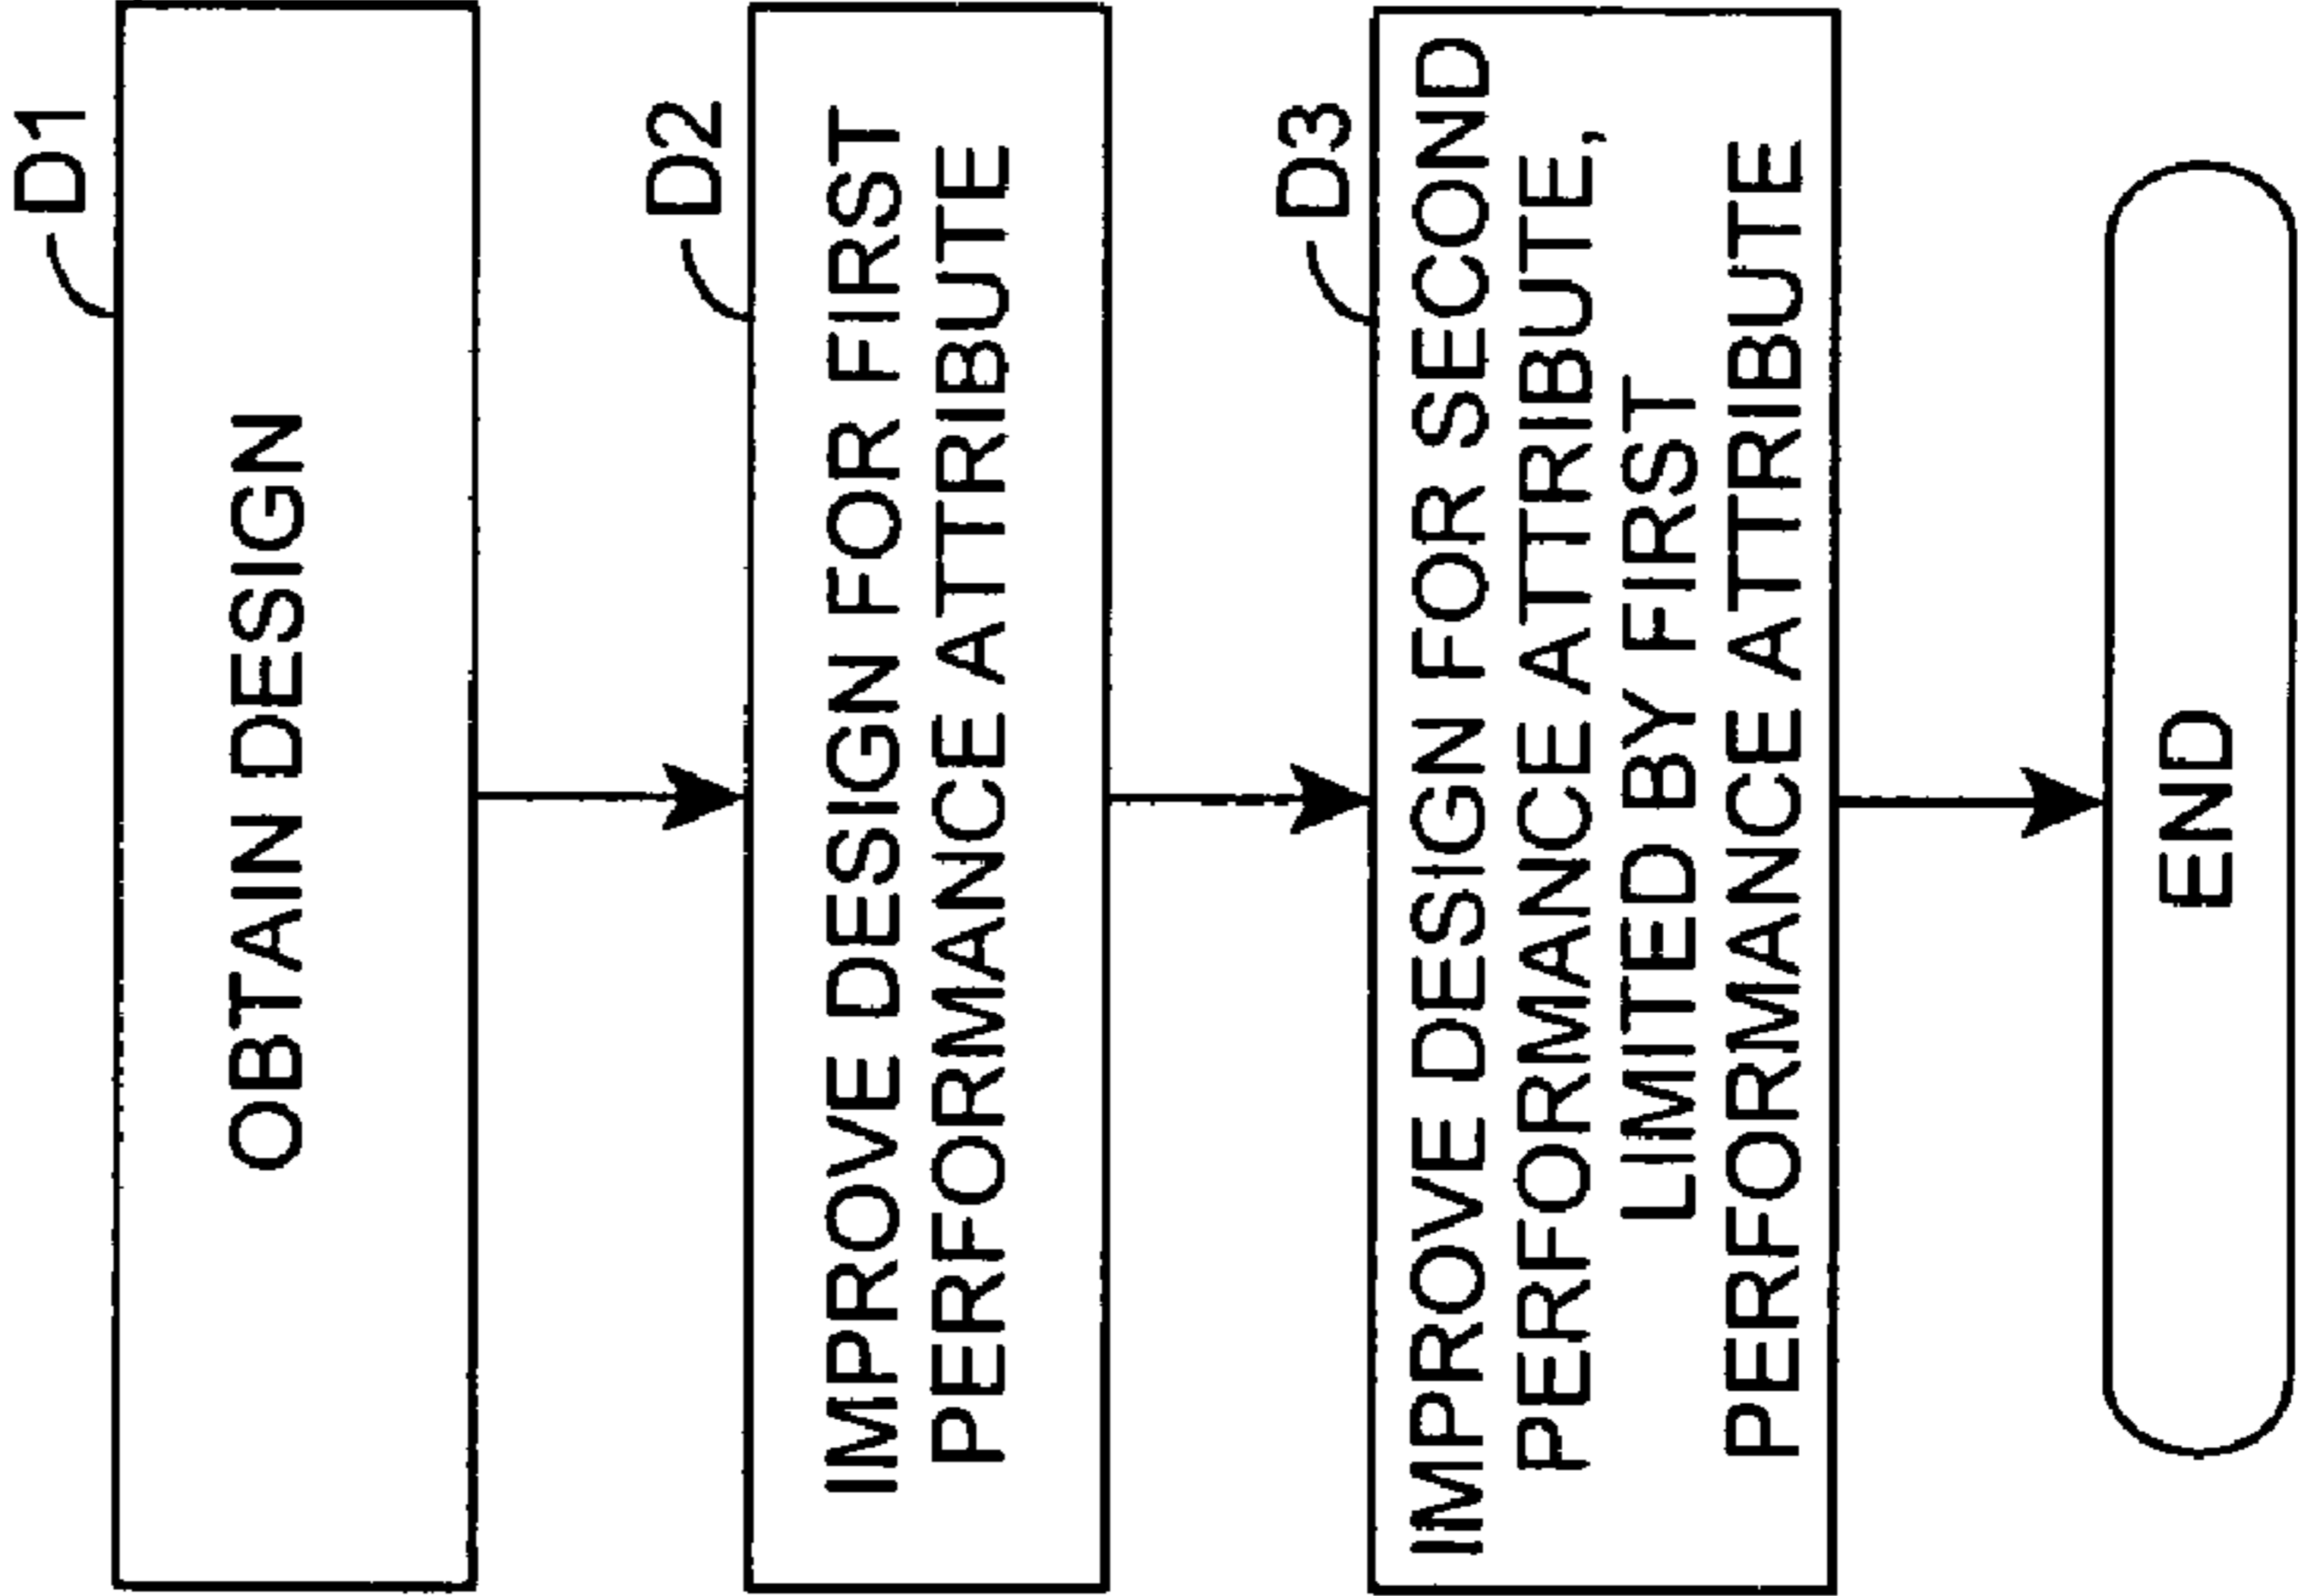 D1
OBTAIN DESIGN
D2
IMPROVE DESIGN FOR FIRST
PERFORMANCE ATTRIBUTE
D3
IMPROVE DESIGN FOR SECOND
PERFORMANCE ATTRIBUTE,
LIMITED BY FIRST
PERFORMANCE ATTRIBUTE
END